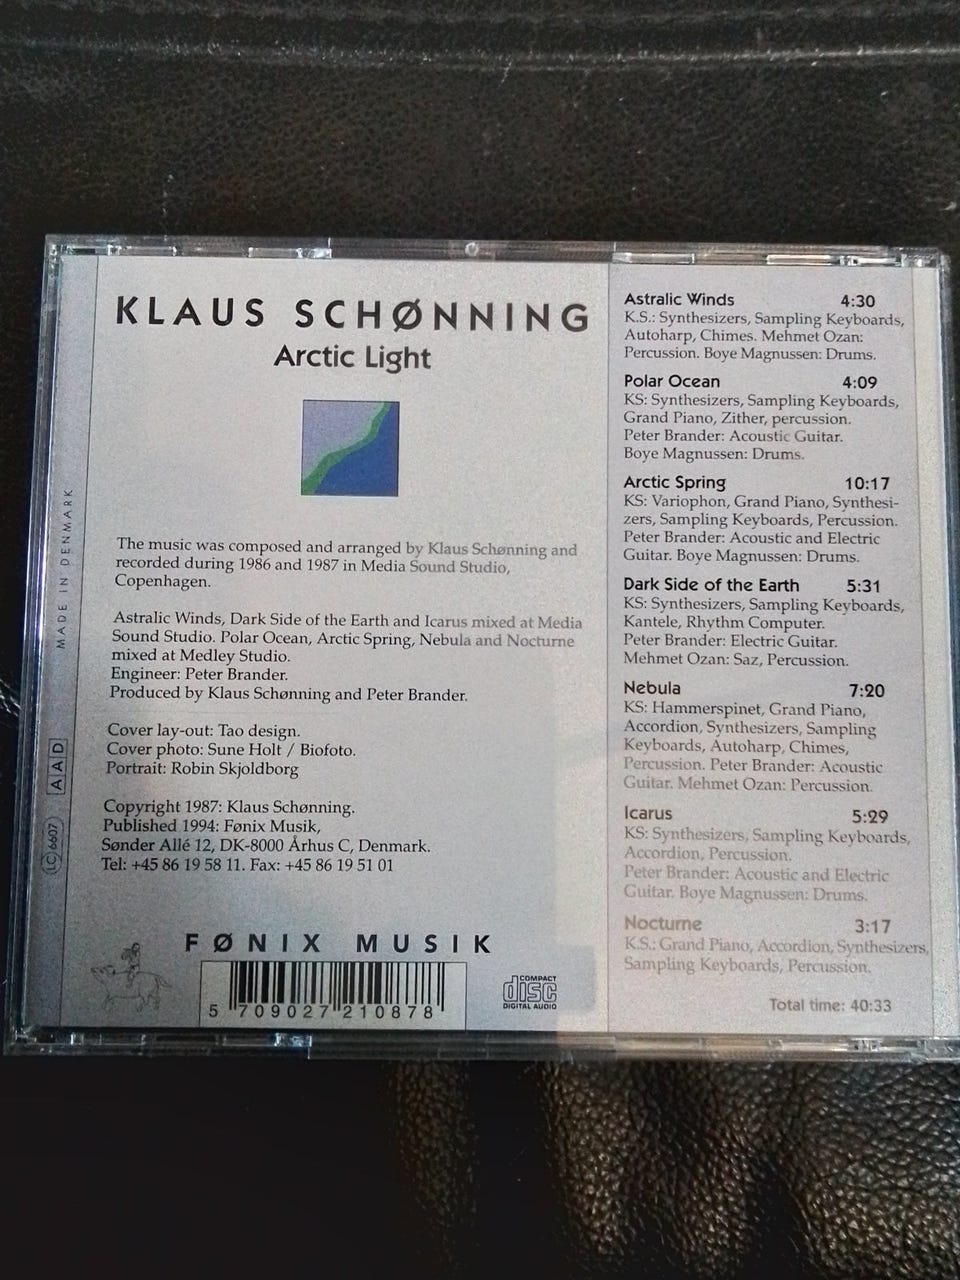 KLAUS SCHØNNING
Arctic Light
The music was composed and arranged by Klaus Schønning and
recorded during 1986 and 1987 in Media Sound Studio,
Copenhagen.
Astralic Winds, Dark Side of the Earth and Icarus mixed at Media
Sound Studio. Polar Ocean, Arctic Spring, Nebula and Nocturne
mixed at Medley Studio.
Engineer: Peter Brander.
Produced by Klaus Schønning and Peter Brander.
Cover lay-out: Tao design.
Cover photo: Sune Holt / Biofoto.
Portrait: Robin Skjoldborg
Copyright 1987: Klaus Schønning.
Published 1994: Fønix Musik,
Sønder Allé 12, DK-8000 Århus C, Denmark.
Tel: +45 86 19 58 11. Fax: +45 86 19 51 01
FØNIX MUSIK
5 709027 210878
COMPACT
disc
DIGITAL AUDIO
MADE IN DENMARK
AAD
LC 6607
Astralic Winds 4:30
K.S.: Synthesizers, Sampling Keyboards,
Autoharp, Chimes. Mehmet Ozan:
Percussion. Boye Magnussen: Drums.
Polar Ocean 4:09
KS: Synthesizers, Sampling Keyboards,
Grand Piano, Zither, percussion.
Peter Brander: Acoustic Guitar.
Boye Magnussen: Drums.
Arctic Spring 10:17
KS: Variophon, Grand Piano, Synthesi-
zers, Sampling Keyboards, Percussion.
Peter Brander: Acoustic and Electric
Guitar. Boye Magnussen: Drums.
Dark Side of the Earth 5:31
KS: Synthesizers, Sampling Keyboards,
Kantele, Rhythm Computer.
Peter Brander: Electric Guitar.
Mehmet Ozan: Saz, Percussion.
Nebula 7:20
KS: Hammerspinet, Grand Piano,
Accordion, Synthesizers, Sampling
Keyboards, Autoharp, Chimes,
Percussion. Peter Brander: Acoustic
Guitar. Mehmet Ozan: Percussion.
Icarus 5:29
KS: Synthesizers, Sampling Keyboards,
Accordion, Percussion.
Peter Brander: Acoustic and Electric
Guitar. Boye Magnussen: Drums.
Nocturne 3:17
K.S.: Grand Piano, Accordion, Synthesizers,
Sampling Keyboards, Percussion.
Total time: 40:33